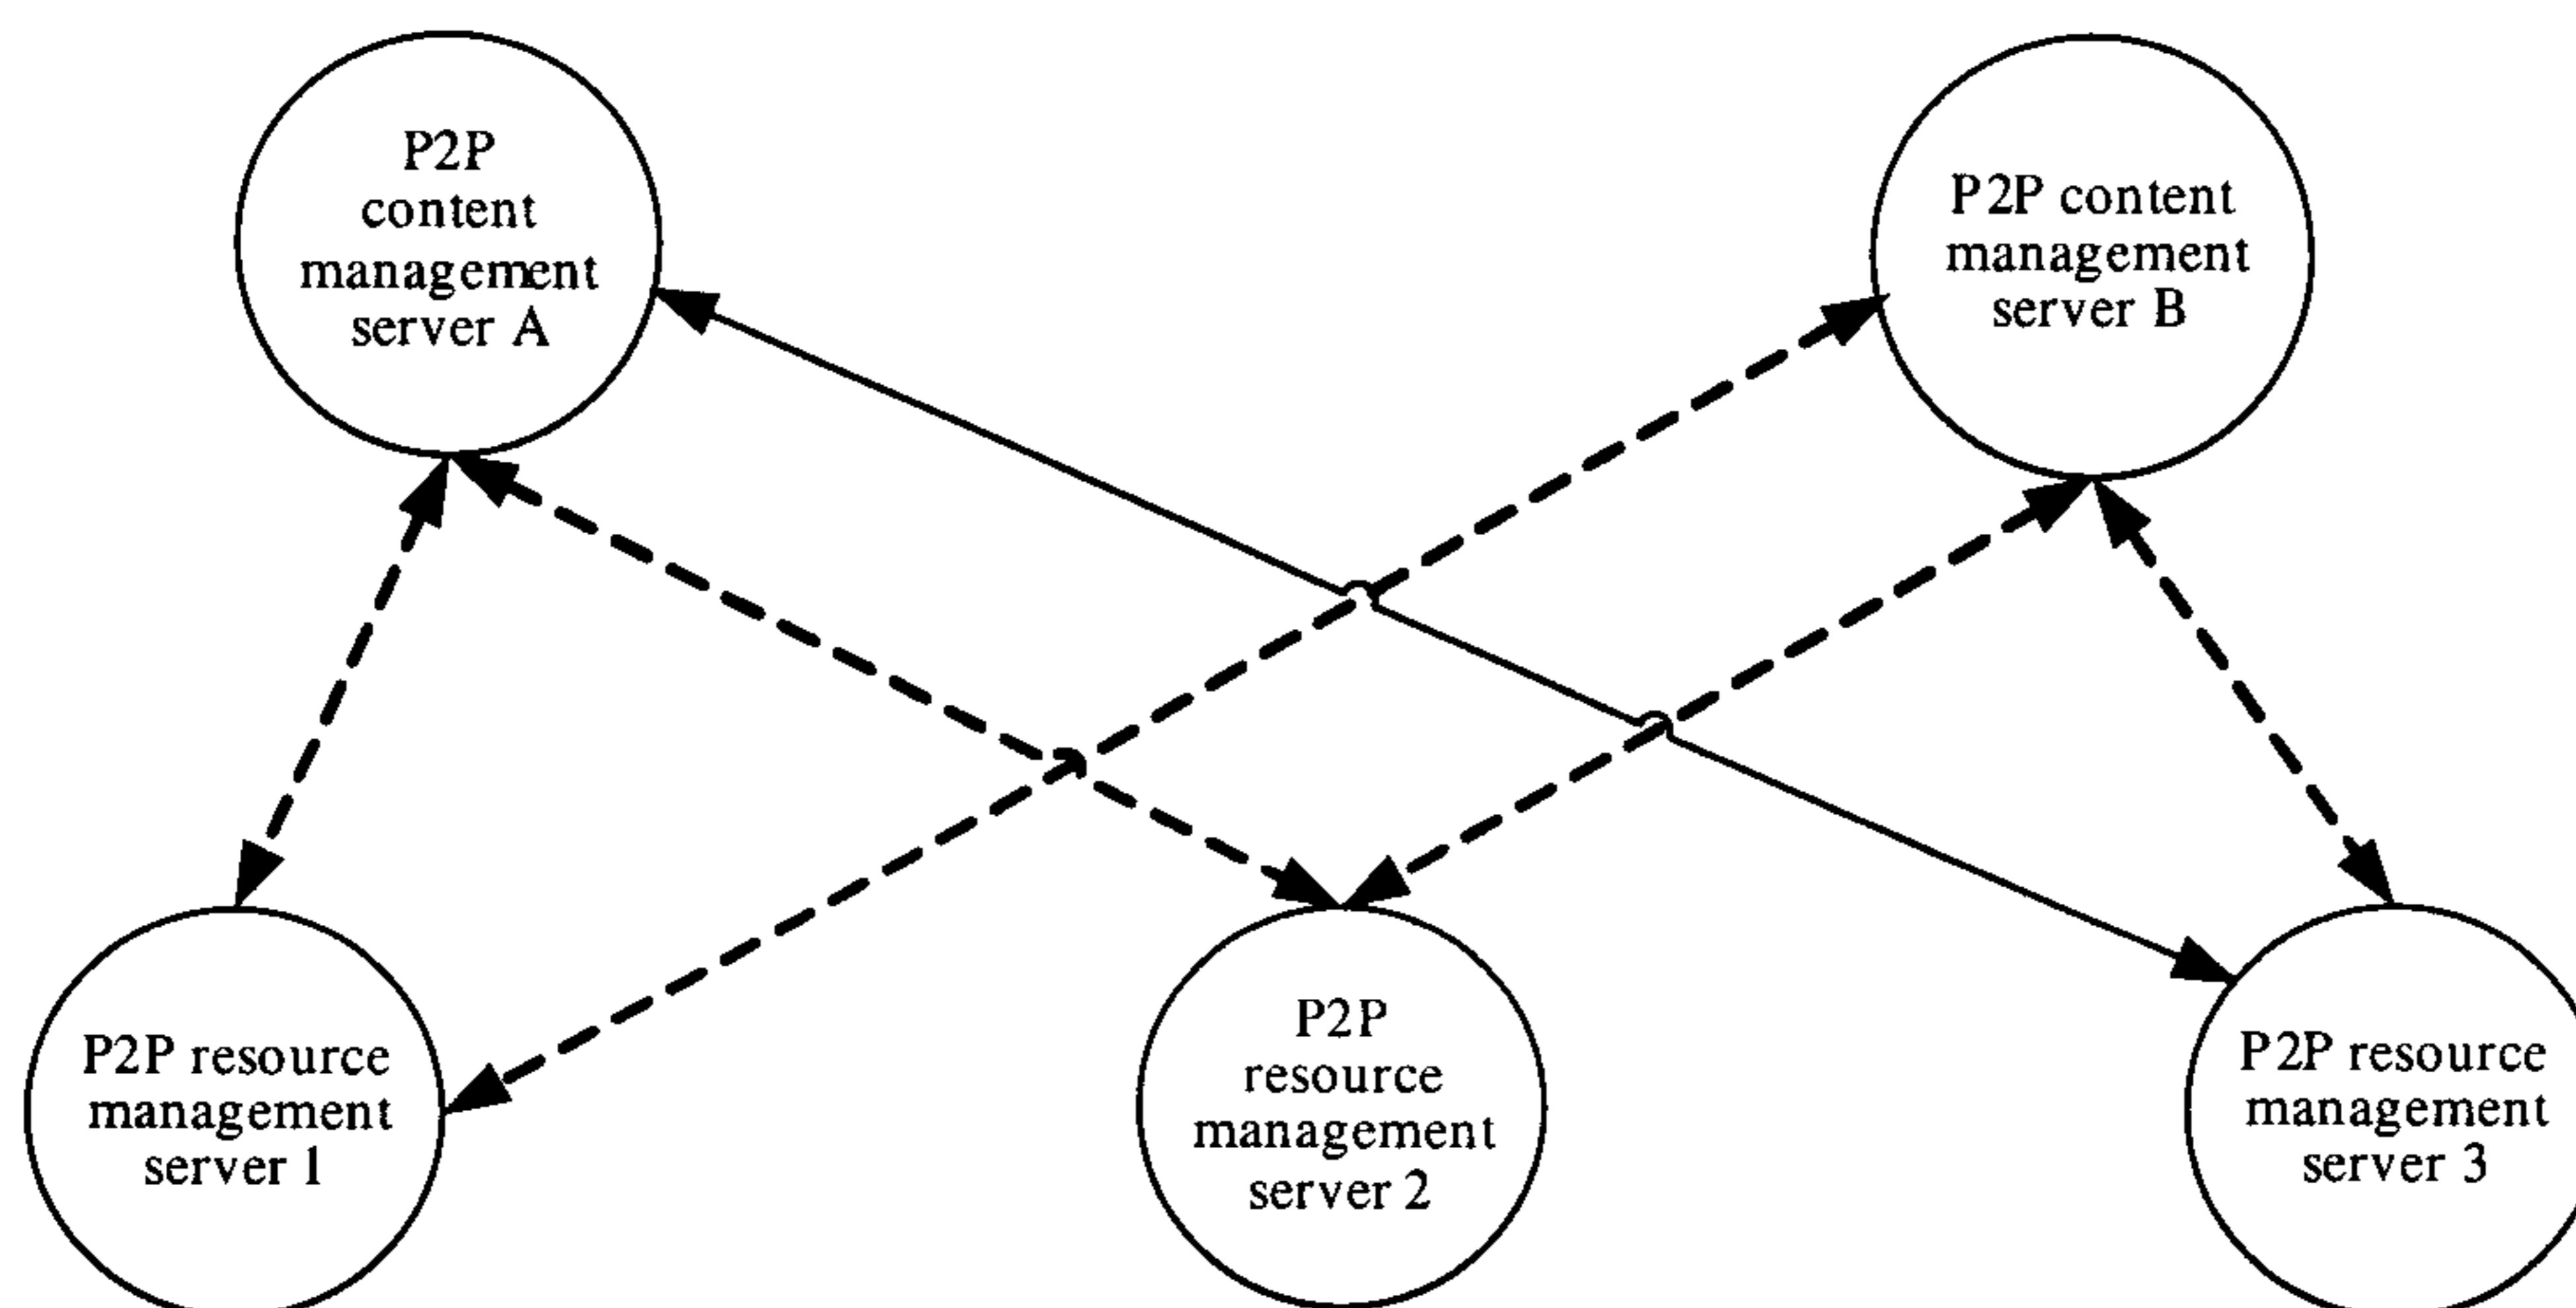 P2P
content
management
server A
P2P content
management
server B
P2P resource
management
server 1
P2P
resource
management
server 2
P2P resource
management
server 3